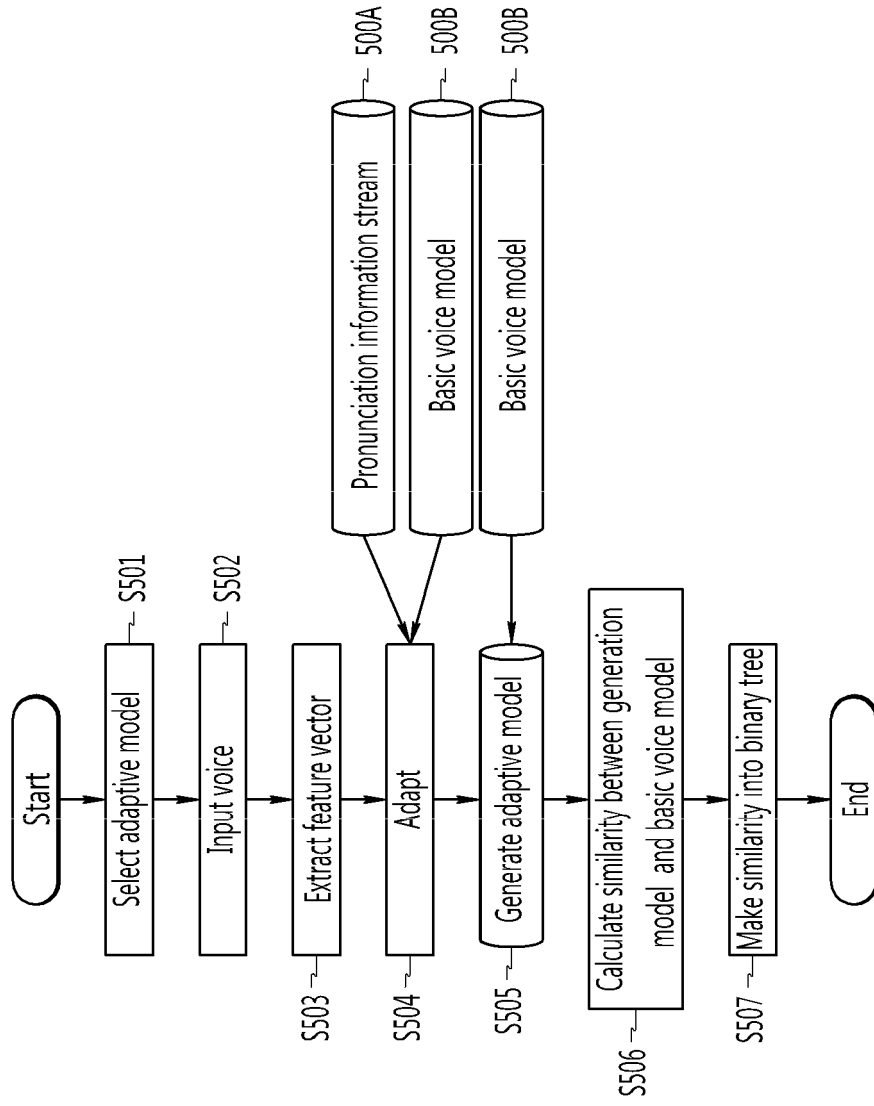 Start
Select adaptive model
S501
Input voice
S502
Extract feature vector
S503
Adapt
S504
Pronunciation information stream
500A
Basic voice model
500B
Basic voice model
500B
Generate adaptive model
S505
Calculate similarity between generation
model and basic voice model
S506
Make similarity into binary tree
S507
End